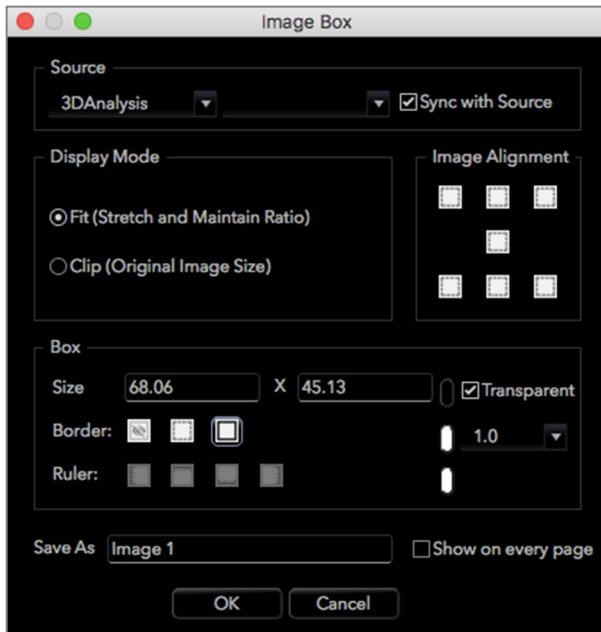 Image Box
Source
3DAnalysis
Sync with Source
Display Mode
Image Alignment
Fit (Stretch and Maintain Ratio)
Clip (Original Image Size)
Box
Size 68.06 X 45.13 Transparent
Border: 1.0
Ruler:
Save As Image 1 Show on every page
OK Cancel